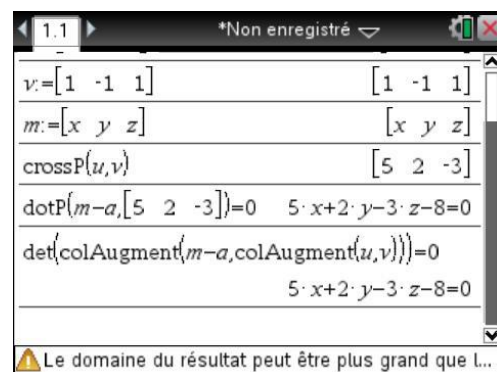 1.1 *Non enregistré
v:=[1 -1 1] [1 -1 1]
m:=[x y z] [x y z]
crossP(u,v) [5 2 -3]
dotP(m−a,[5 2 -3])=0 5·x+2·y−3·z−8=0
det(colAugment(m−a,colAugment(u,v)))=0
5·x+2·y−3·z−8=0
Le domaine du résultat peut être plus grand que l...